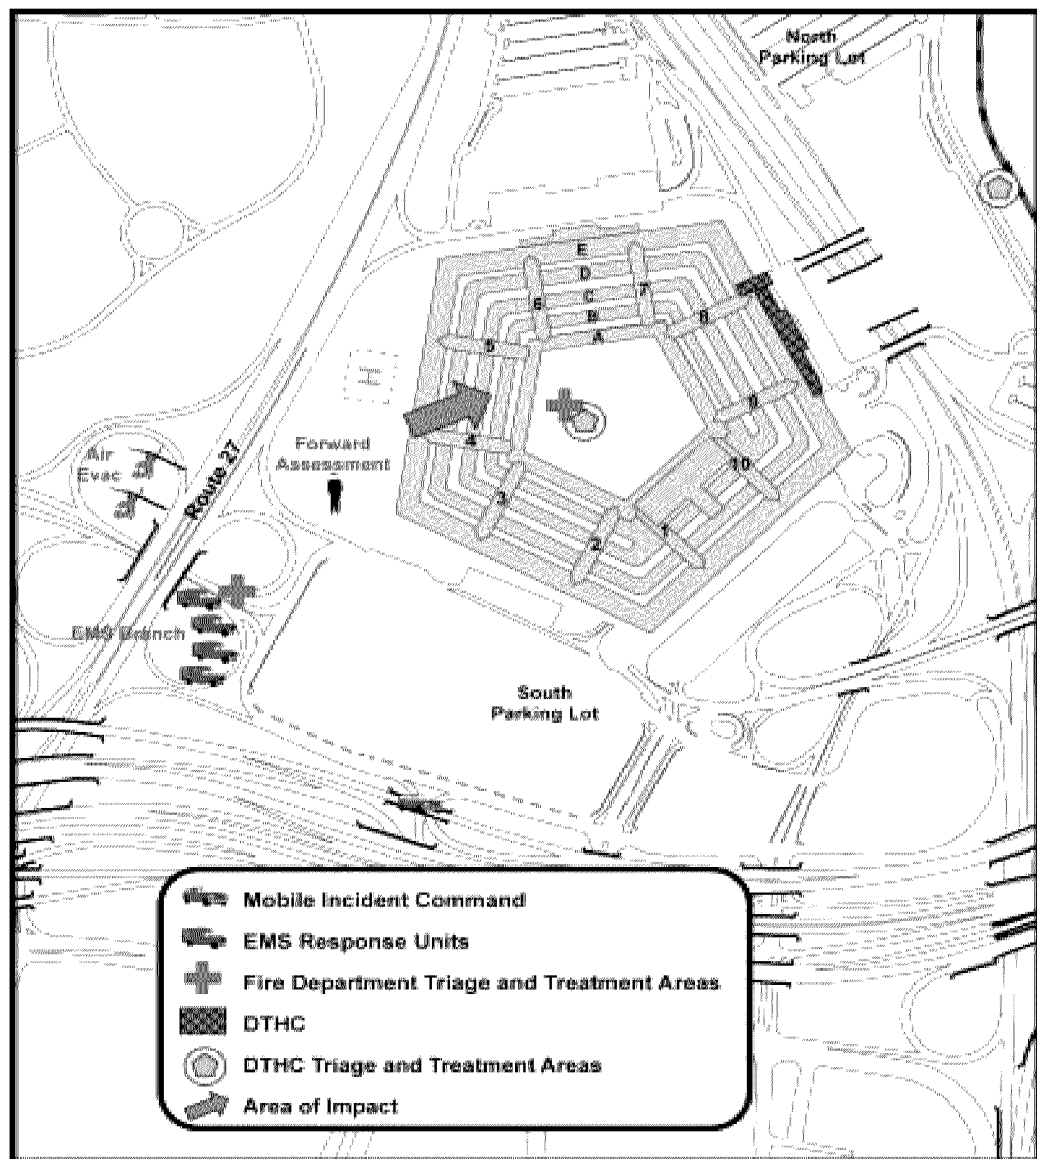 North
Parking Lot
E
D
C
B
A
7
6
8
5
H
9
4
10
3
1
2
Forward
Assessment
Air
Evac
Route 27
EMS Branch
South
Parking Lot
Mobile Incident Command
EMS Response Units
Fire Department Triage and Treatment Areas
DTHC
DTHC Triage and Treatment Areas
Area of Impact